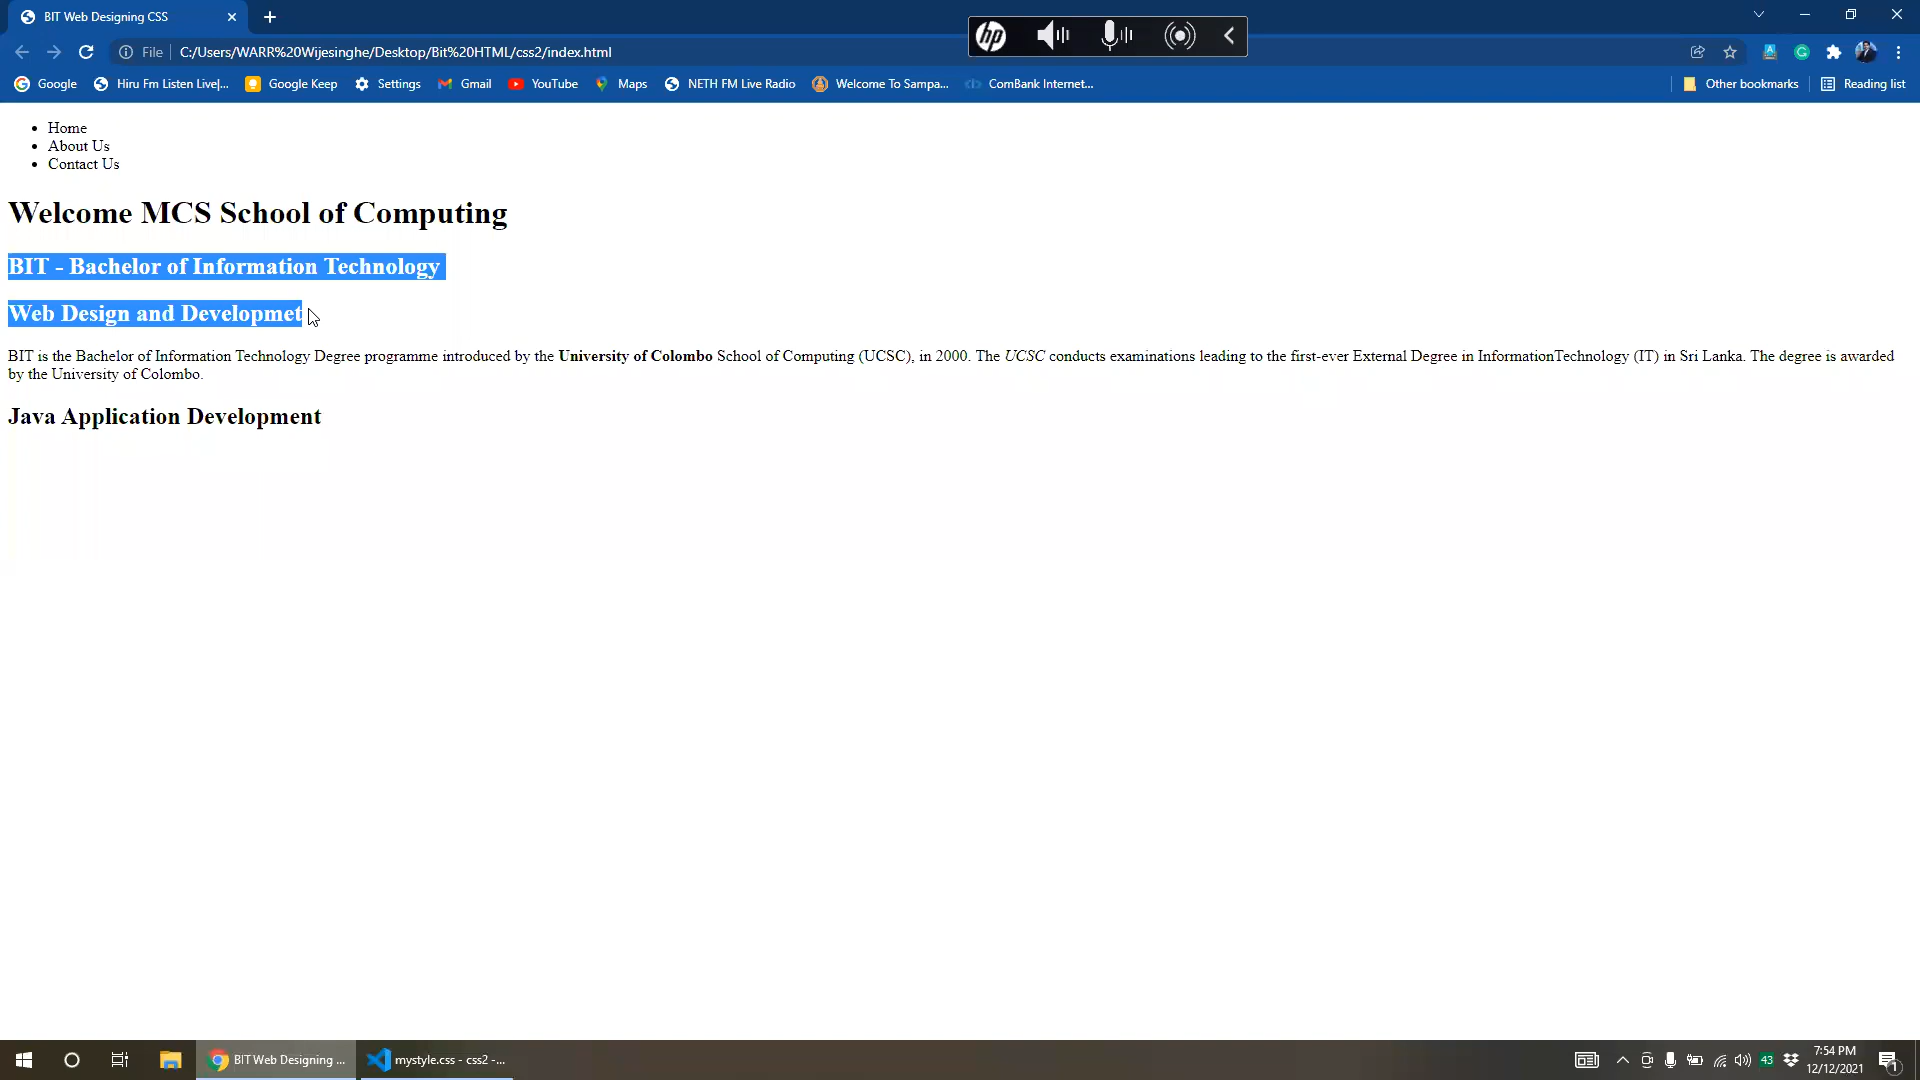 BIT Web Designing CSS
File
C:/Users/WARR%20Wijesinghe/Desktop/Bit%20HTML/css2/index.html
hp
Google
Hiru Fm Listen Live|...
Google Keep
Settings
Gmail
YouTube
Maps
NETH FM Live Radio
Welcome To Sampa...
ComBank Internet...
Other bookmarks
Reading list
Home
About Us
Contact Us
Welcome MCS School of Computing
BIT - Bachelor of Information Technology
Web Design and Developmet
BIT is the Bachelor of Information Technology Degree programme introduced by the University of Colombo School of Computing (UCSC), in 2000. The UCSC conducts examinations leading to the first-ever External Degree in InformationTechnology (IT) in Sri Lanka. The degree is awarded
by the University of Colombo.
Java Application Development
BIT Web Designing ...
mystyle.css - css2 -...
43
7:54 PM
12/12/2021
1